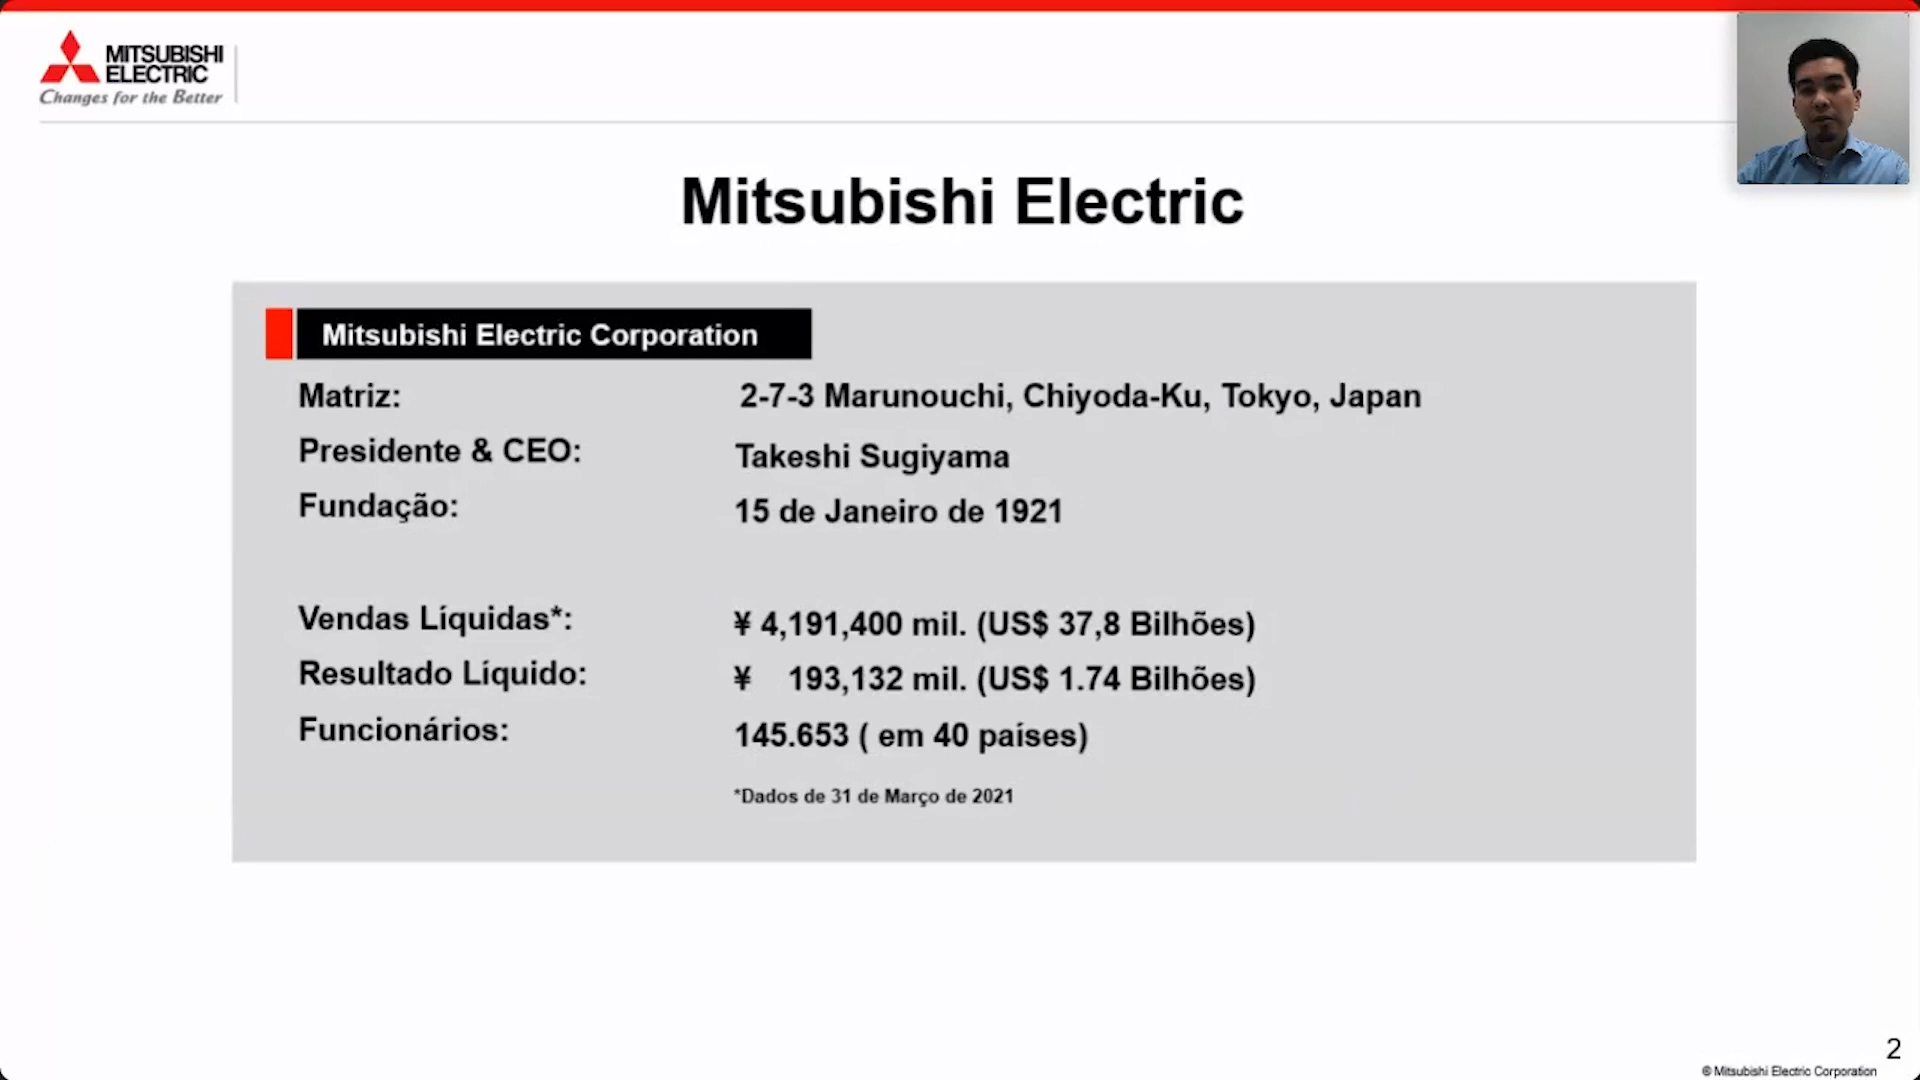 MITSUBISHI
ELECTRIC
Changes for the Better
Mitsubishi Electric
Mitsubishi Electric Corporation
Matriz: 2-7-3 Marunouchi, Chiyoda-Ku, Tokyo, Japan
Presidente & CEO: Takeshi Sugiyama
Fundação: 15 de Janeiro de 1921
Vendas Líquidas*: ¥ 4,191,400 mil. (US$ 37,8 Bilhões)
Resultado Líquido: ¥ 193,132 mil. (US$ 1.74 Bilhões)
Funcionários: 145.653 ( em 40 países)
*Dados de 31 de Março de 2021
2
© Mitsubishi Electric Corporation